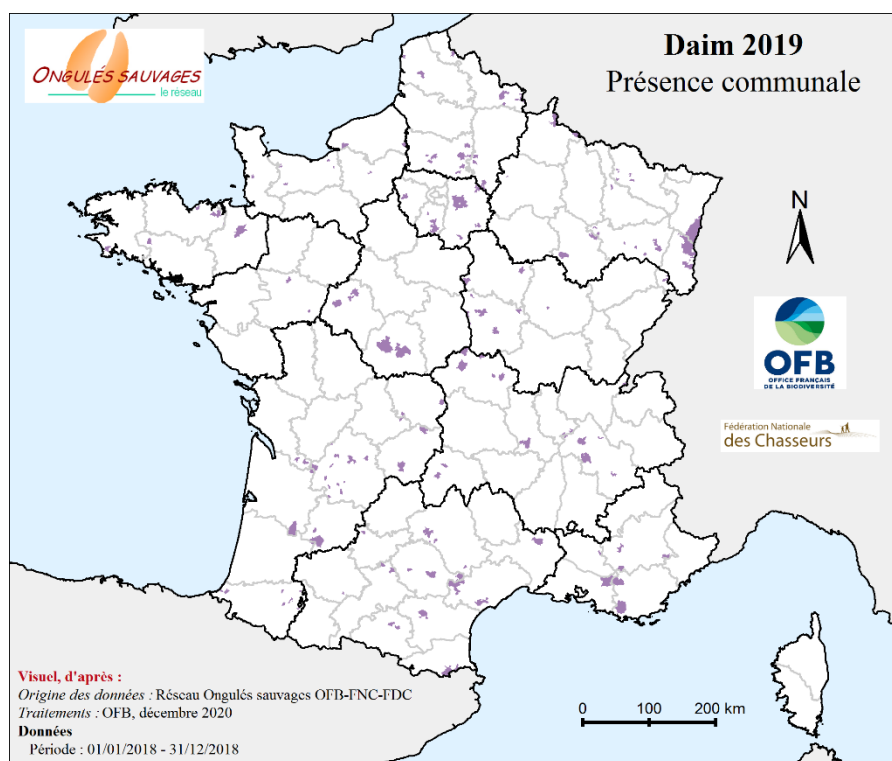 ONGULÉS SAUVAGES
le réseau
Daim 2019
Présence communale
N
OFB
OFFICE FRANÇAIS
DE LA BIODIVERSITÉ
Fédération Nationale
des Chasseurs
Visuel, d'après :
Origine des données : Réseau Ongulés sauvages OFB-FNC-FDC
Traitements : OFB, décembre 2020
Données
Période : 01/01/2018 - 31/12/2018
0 100 200 km